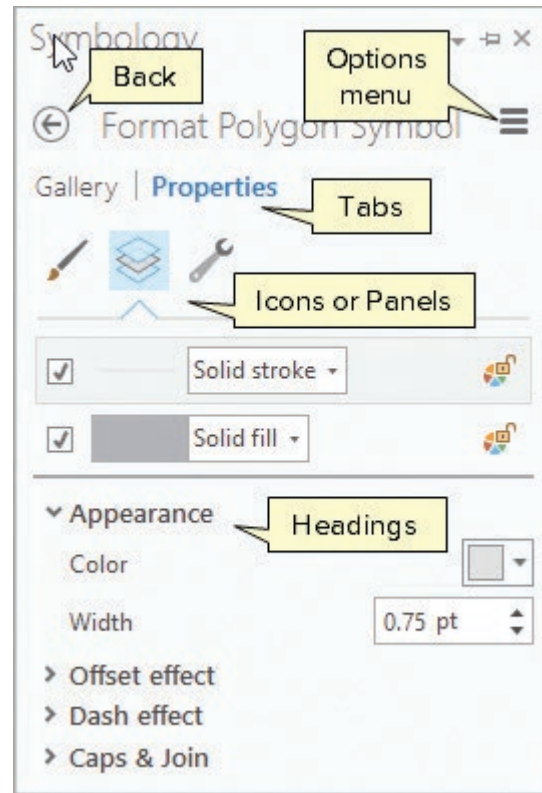 Symbology
Back
Options
menu
Format Polygon Symbol
Gallery | Properties
Tabs
Icons or Panels
Solid stroke
Solid fill
Appearance
Headings
Color
Width
0.75 pt
Offset effect
Dash effect
Caps & Join